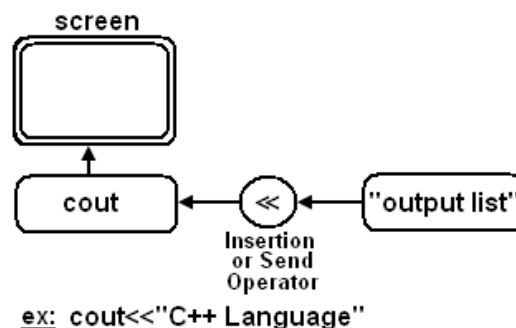 screen
cout
<<
"output list"
Insertion
or Send
Operator
ex: cout<<"C++ Language"